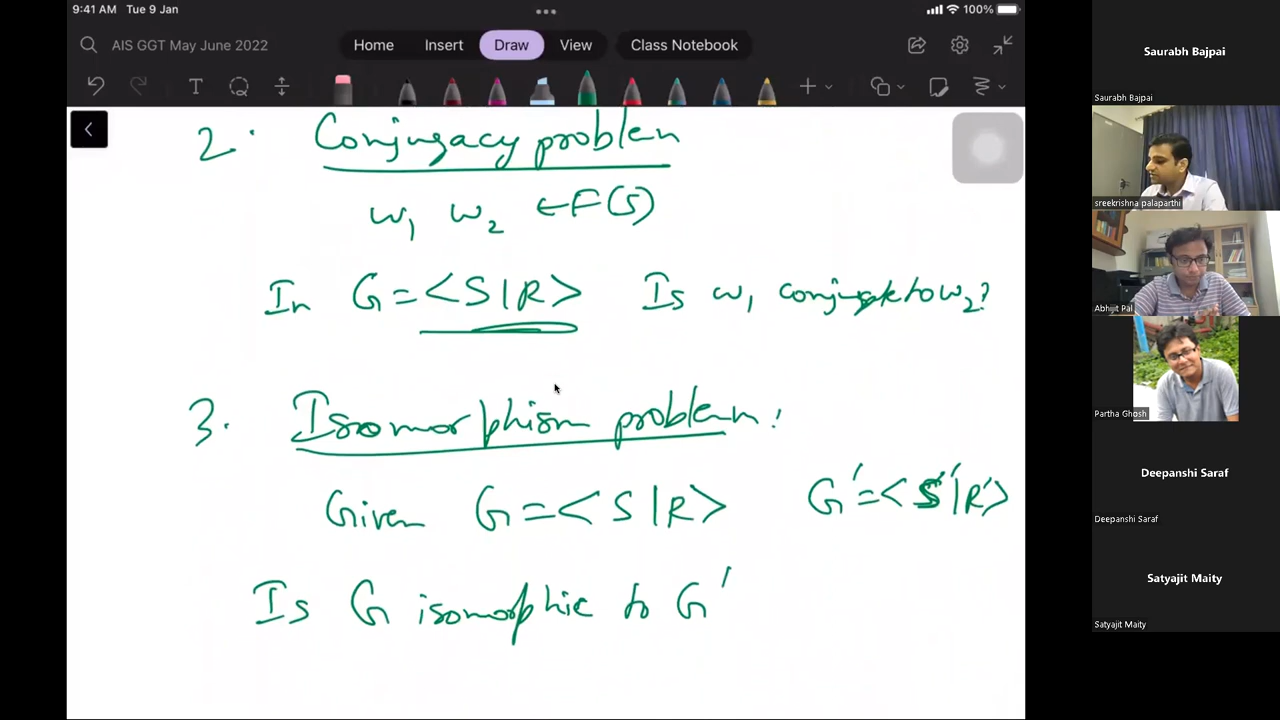 9:41 AM Tue 9 Jan
100%
AIS GGT May June 2022
Home Insert Draw View Class Notebook
2. Conjugacy problem
w₁ w₂ ∈ F(S)
In G = <S|R> Is w₁ conjugate to w₂?
3. Isomorphism problem:
Given G = <S|R> G' = <S'|R'>
Is G isomorphic to G'
Saurabh Bajpai
Saurabh Bajpai
sreekrishna palaparthi
Abhijit Pal
Partha Ghosh
Deepanshi Saraf
Deepanshi Saraf
Satyajit Maity
Satyajit Maity